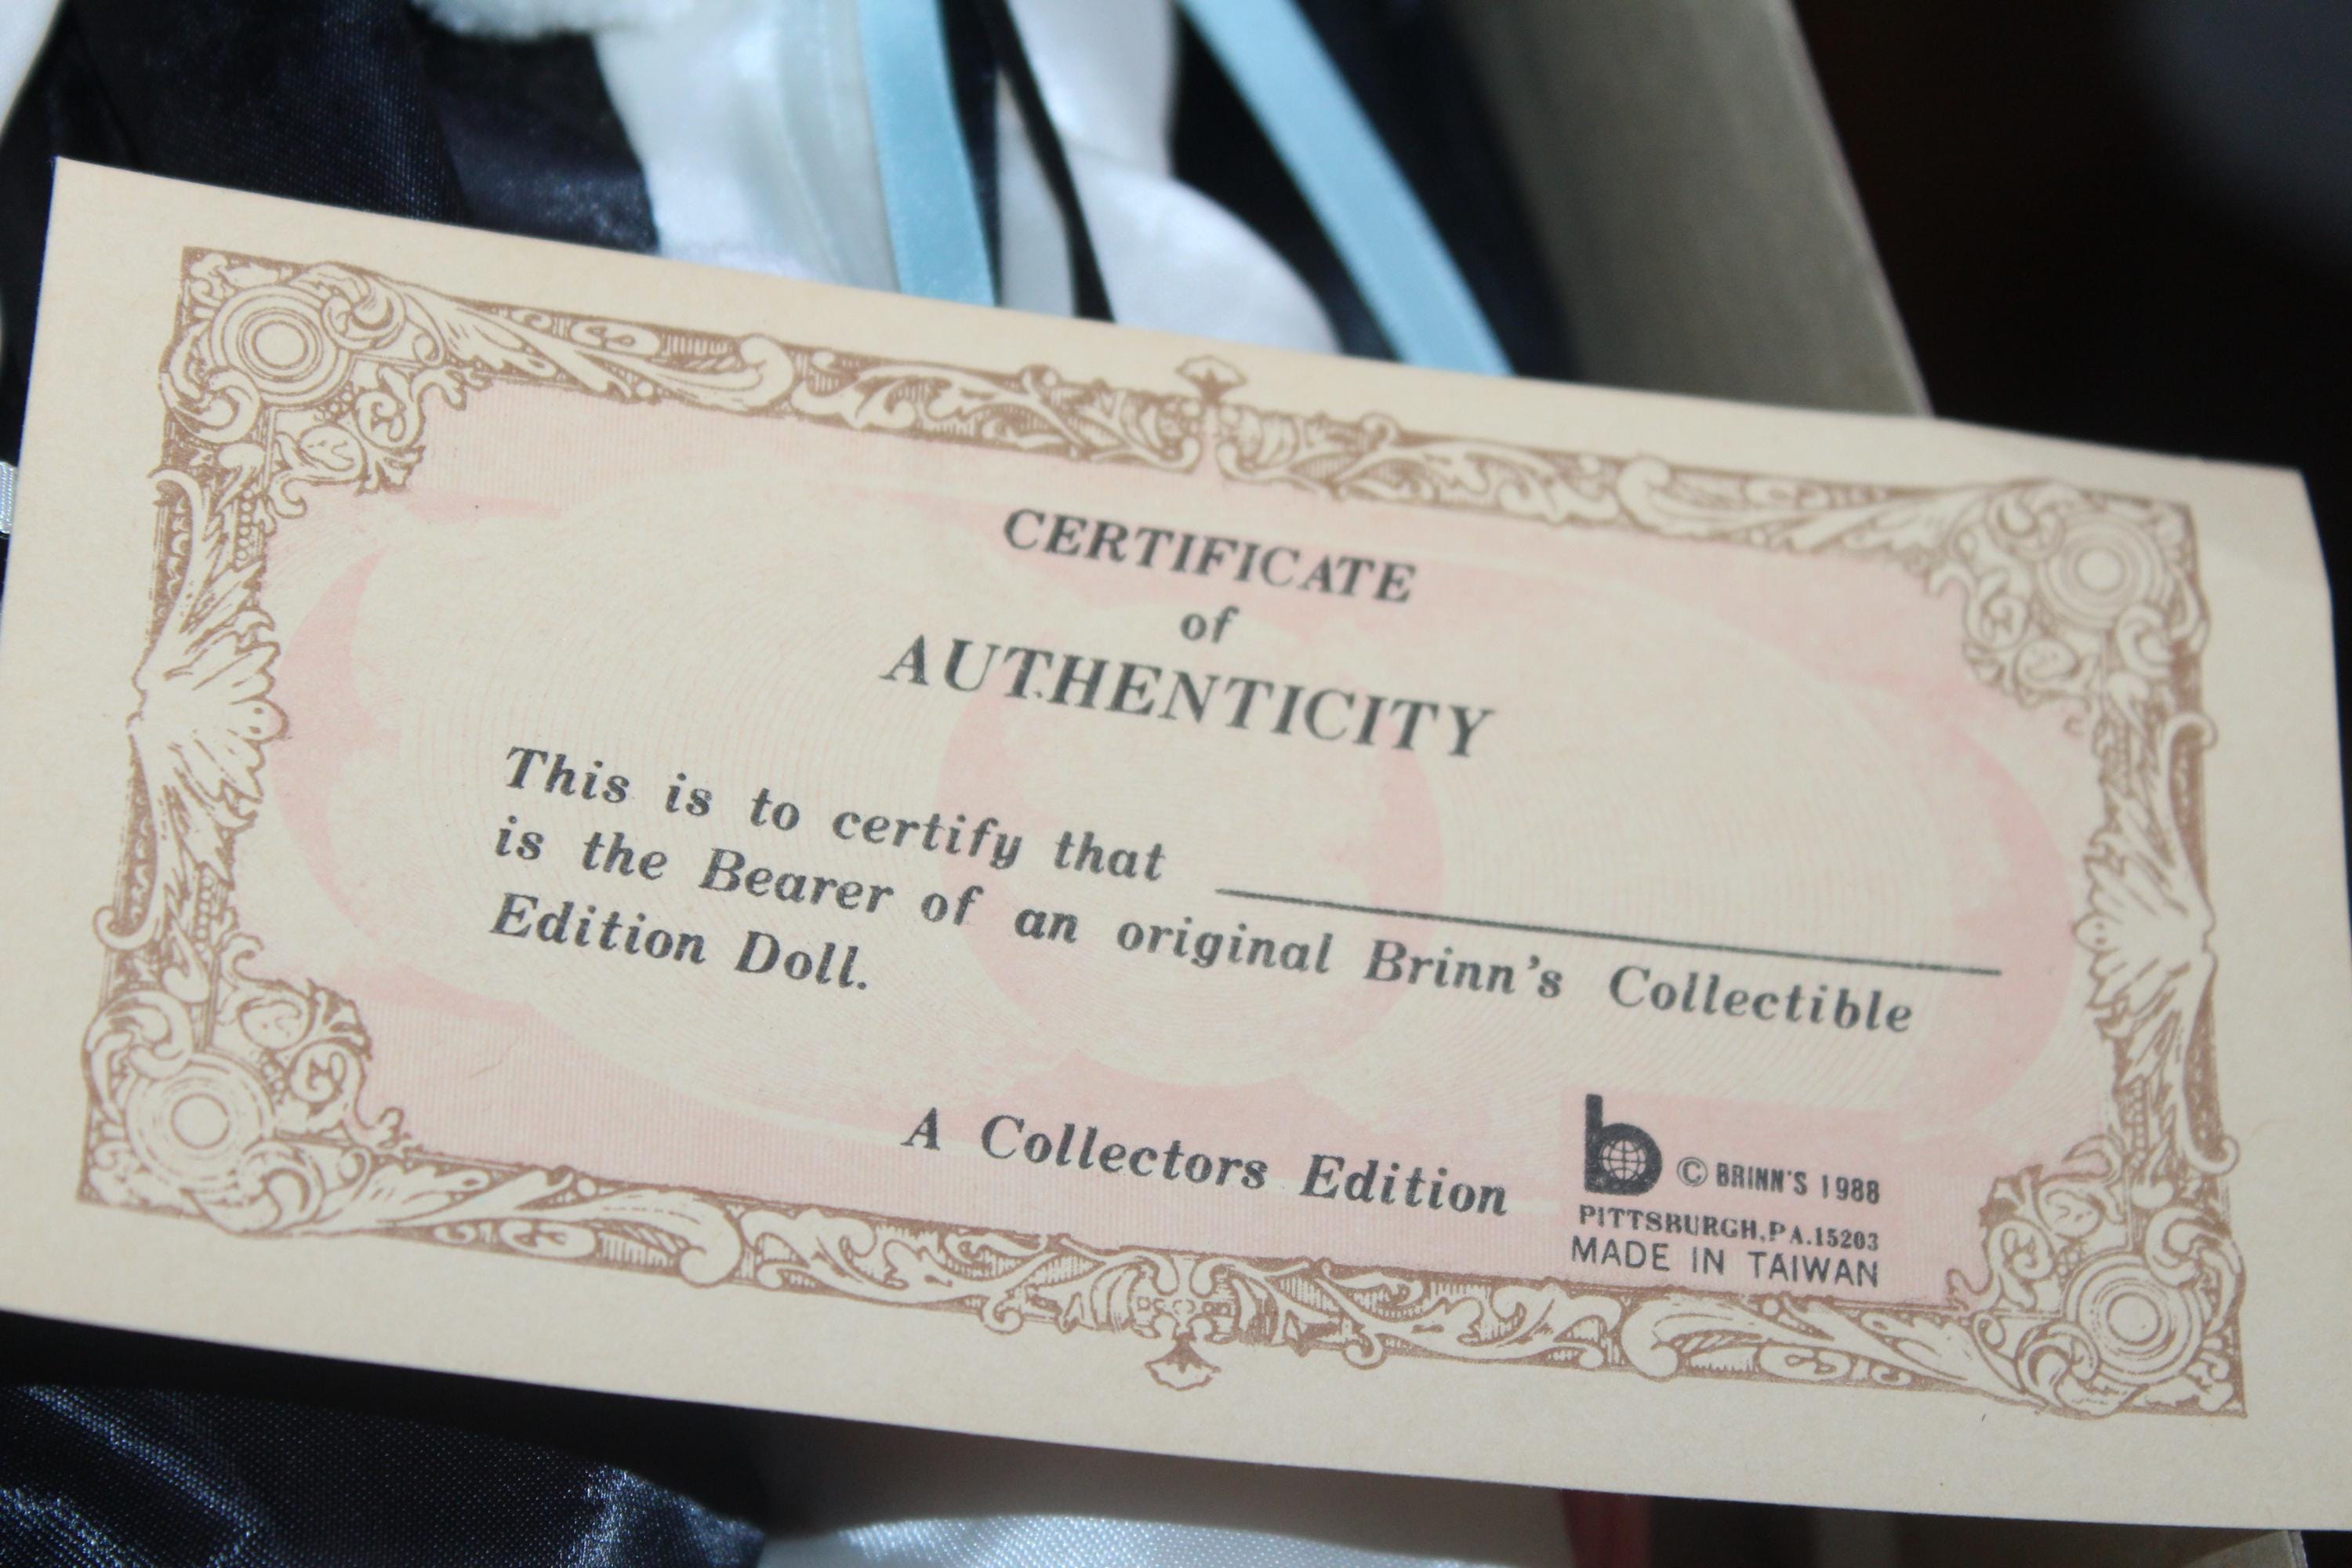 CERTIFICATE
of
AUTHENTICITY
This is to certify that
is the Bearer of an original Brinn's Collectible
Edition Doll.
A Collectors Edition
b © BRINN'S 1988
PITTSBURGH, PA. 15203
MADE IN TAIWAN